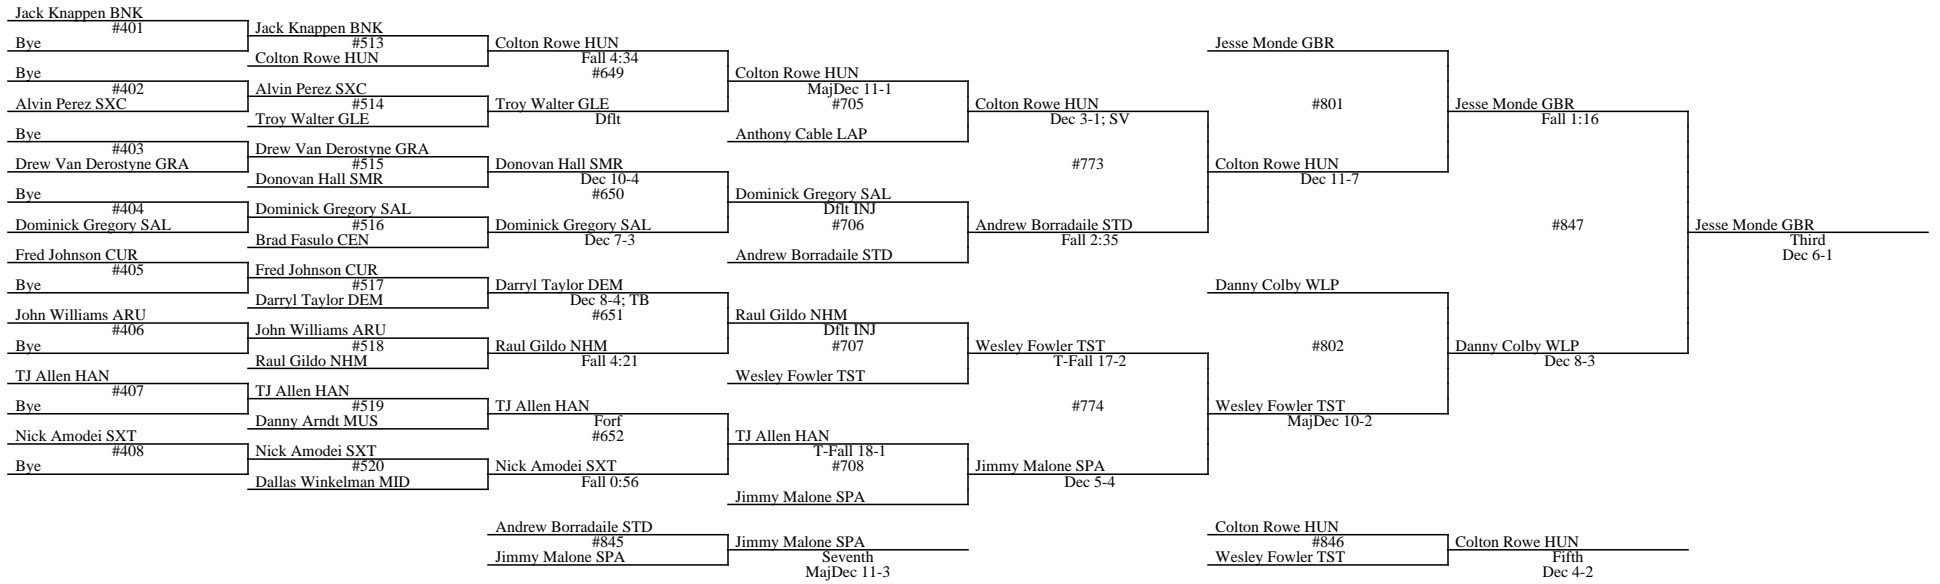 Jack Knappen BNK
#401
Bye
Bye
#402
Alvin Perez SXC
Bye
#403
Drew Van Derostyne GRA
Bye
#404
Dominick Gregory SAL
Fred Johnson CUR
#405
Bye
John Williams ARU
#406
Bye
TJ Allen HAN
#407
Bye
Nick Amodei SXT
#408
Bye
Jack Knappen BNK
#513
Colton Rowe HUN
Alvin Perez SXC
#514
Troy Walter GLE
Drew Van Derostyne GRA
#515
Donovan Hall SMR
Dominick Gregory SAL
#516
Brad Fasulo CEN
Fred Johnson CUR
#517
Darryl Taylor DEM
John Williams ARU
#518
Raul Gildo NHM
TJ Allen HAN
#519
Danny Arndt MUS
Nick Amodei SXT
#520
Dallas Winkelman MID
Colton Rowe HUN
Fall 4:34
#649
Troy Walter GLE
Dflt
Donovan Hall SMR
Dec 10-4
#650
Dominick Gregory SAL
Dec 7-3
Darryl Taylor DEM
Dec 8-4; TB
#651
Raul Gildo NHM
Fall 4:21
TJ Allen HAN
Forf
#652
Nick Amodei SXT
Fall 0:56
Colton Rowe HUN
MajDec 11-1
#705
Anthony Cable LAP
Dominick Gregory SAL
Dflt INJ
#706
Andrew Borradaile STD
Raul Gildo NHM
Dflt INJ
#707
Wesley Fowler TST
TJ Allen HAN
T-Fall 18-1
#708
Jimmy Malone SPA
Colton Rowe HUN
Dec 3-1; SV
#773
Andrew Borradaile STD
Fall 2:35
Wesley Fowler TST
T-Fall 17-2
#774
Jimmy Malone SPA
Dec 5-4
Jesse Monde GBR
#801
Colton Rowe HUN
Dec 11-7
Danny Colby WLP
#802
Wesley Fowler TST
MajDec 10-2
Jesse Monde GBR
Fall 1:16
#847
Danny Colby WLP
Dec 8-3
Jesse Monde GBR
Third
Dec 6-1
Andrew Borradaile STD
#845
Jimmy Malone SPA
Jimmy Malone SPA
Seventh
MajDec 11-3
Colton Rowe HUN
#846
Wesley Fowler TST
Colton Rowe HUN
Fifth
Dec 4-2